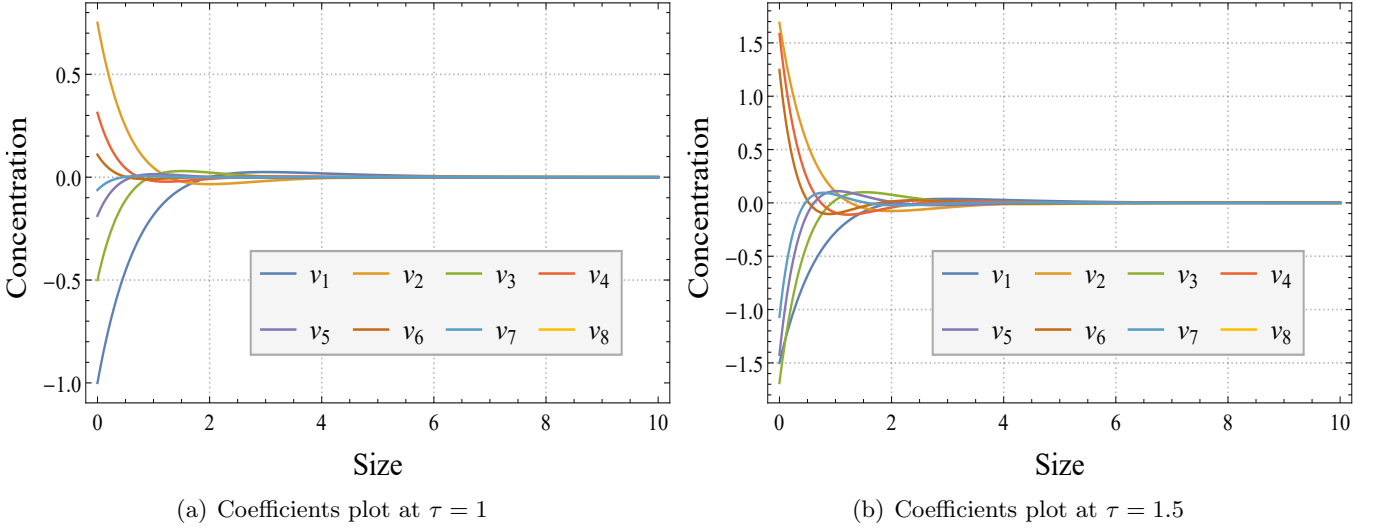 0.5
0.0
−0.5
−1.0
Concentration
0 2 4 6 8 10
Size
v1 v2 v3 v4
v5 v6 v7 v8
(a) Coefficients plot at τ = 1
1.5
1.0
0.5
0.0
−0.5
−1.0
−1.5
Concentration
0 2 4 6 8 10
Size
v1 v2 v3 v4
v5 v6 v7 v8
(b) Coefficients plot at τ = 1.5